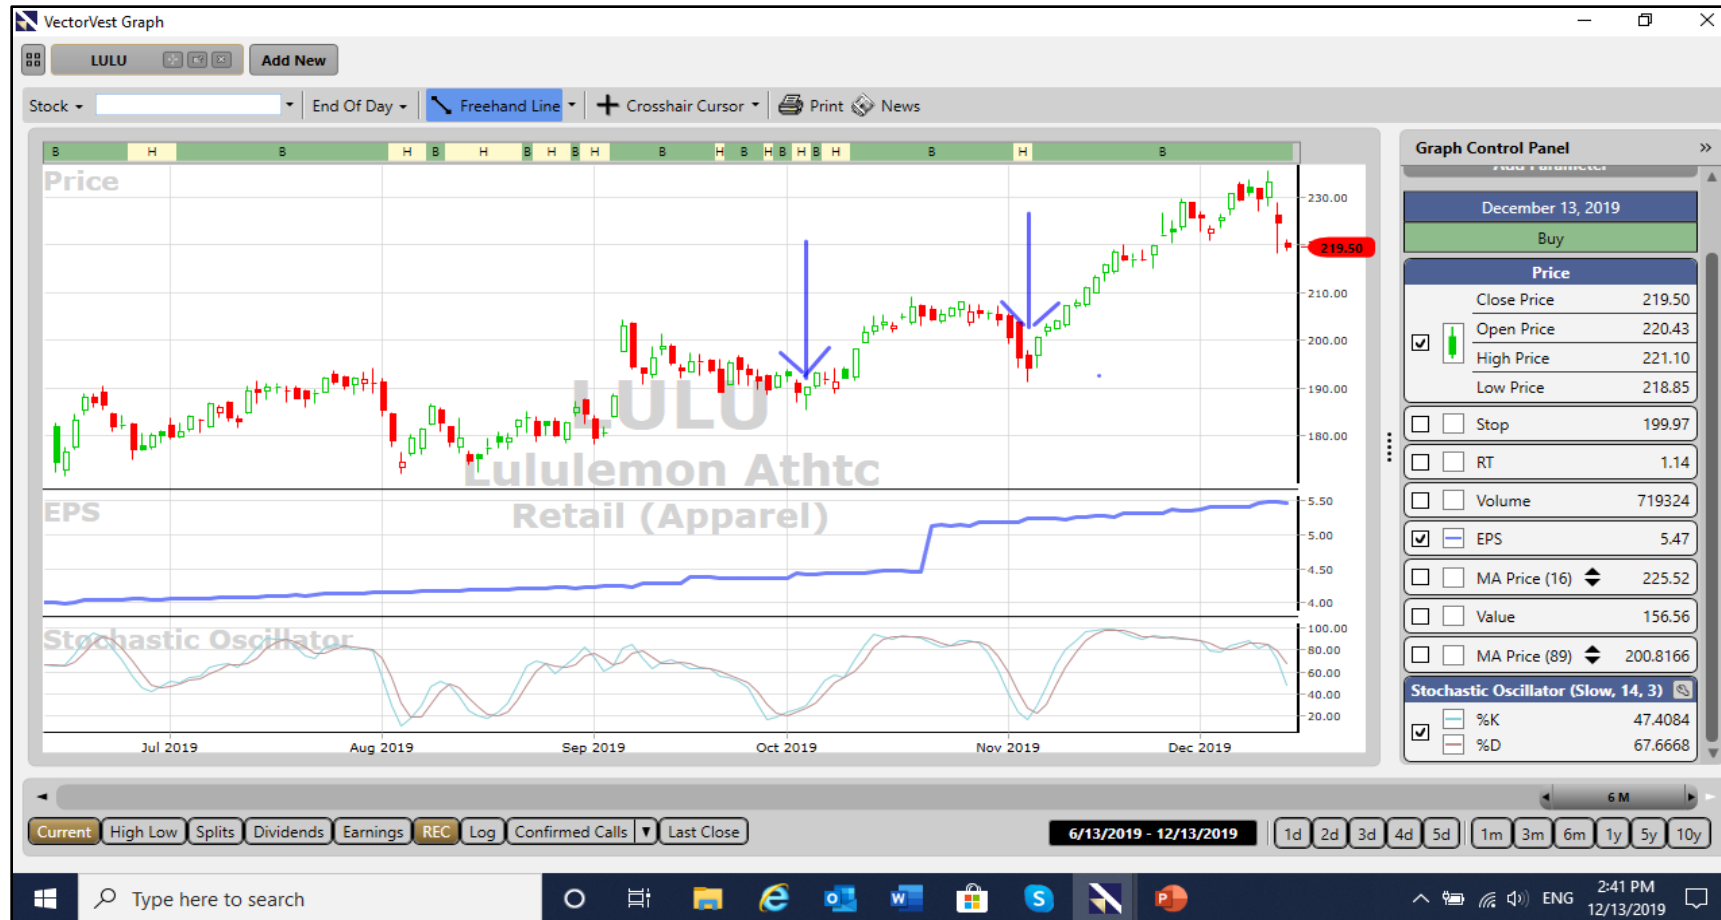 VectorVest Graph
LULU Add New
Stock End Of Day Freehand Line Crosshair Cursor Print News
B H B H B H B H B H B H B H B H B H B H B
Price
230.00
219.50
210.00
200.00
190.00
180.00
LULU
Lululemon Athtc
Retail (Apparel)
EPS
5.50
5.00
4.50
4.00
Stochastic Oscillator
100.00
80.00
60.00
40.00
20.00
Jul 2019 Aug 2019 Sep 2019 Oct 2019 Nov 2019 Dec 2019
Graph Control Panel »
Add Parameter
December 13, 2019
Buy
Price
Close Price 219.50
Open Price 220.43
High Price 221.10
Low Price 218.85
Stop 199.97
RT 1.14
Volume 719324
EPS 5.47
MA Price (16) 225.52
Value 156.56
MA Price (89) 200.8166
Stochastic Oscillator (Slow, 14, 3)
%K 47.4084
%D 67.6668
6 M
Current High Low Splits Dividends Earnings REC Log Confirmed Calls Last Close 6/13/2019 - 12/13/2019 1d 2d 3d 4d 5d 1m 3m 6m 1y 5y 10y
Type here to search
ENG
2:41 PM
12/13/2019